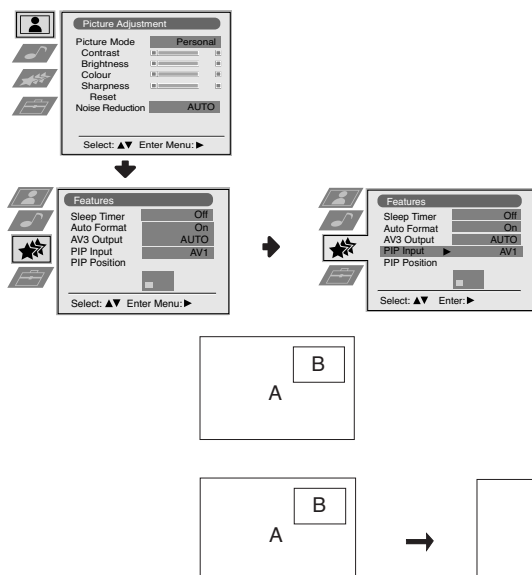 Picture Adjustment
Picture Mode Personal
Contrast
Brightness
Colour
Sharpness
Reset
Noise Reduction AUTO
Select: ▲▼ Enter Menu: ▶
Features
Sleep Timer Off
Auto Format On
AV3 Output AUTO
PIP Input AV1
PIP Position
Select: ▲▼ Enter Menu: ▶
Features
Sleep Timer Off
Auto Format On
AV3 Output AUTO
PIP Input ▶ AV1
PIP Position
Select: ▲▼ Enter: ▶
B
A
B
A